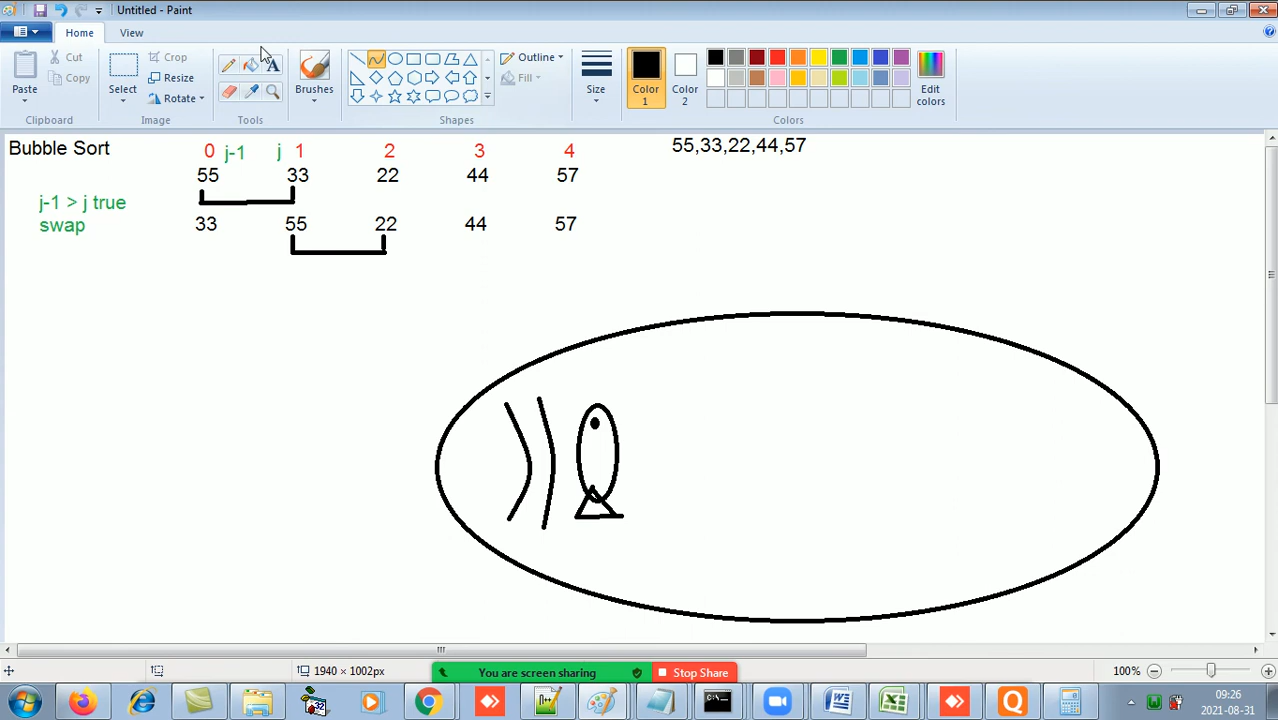 Untitled - Paint
Home
View
Paste
Cut
Copy
Clipboard
Select
Crop
Resize
Rotate
Image
A
Tools
Brushes
Outline
Fill
Shapes
Size
Color 1
Color 2
Edit colors
Colors
Bubble Sort 0 j-1 j 1 2 3 4 55,33,22,44,57
55 33 22 44 57
j-1 > j true
swap 33 55 22 44 57
1940 × 1002px
You are screen sharing
Stop Share
100%
32
C:\_
W
Q
09:26
2021-08-31